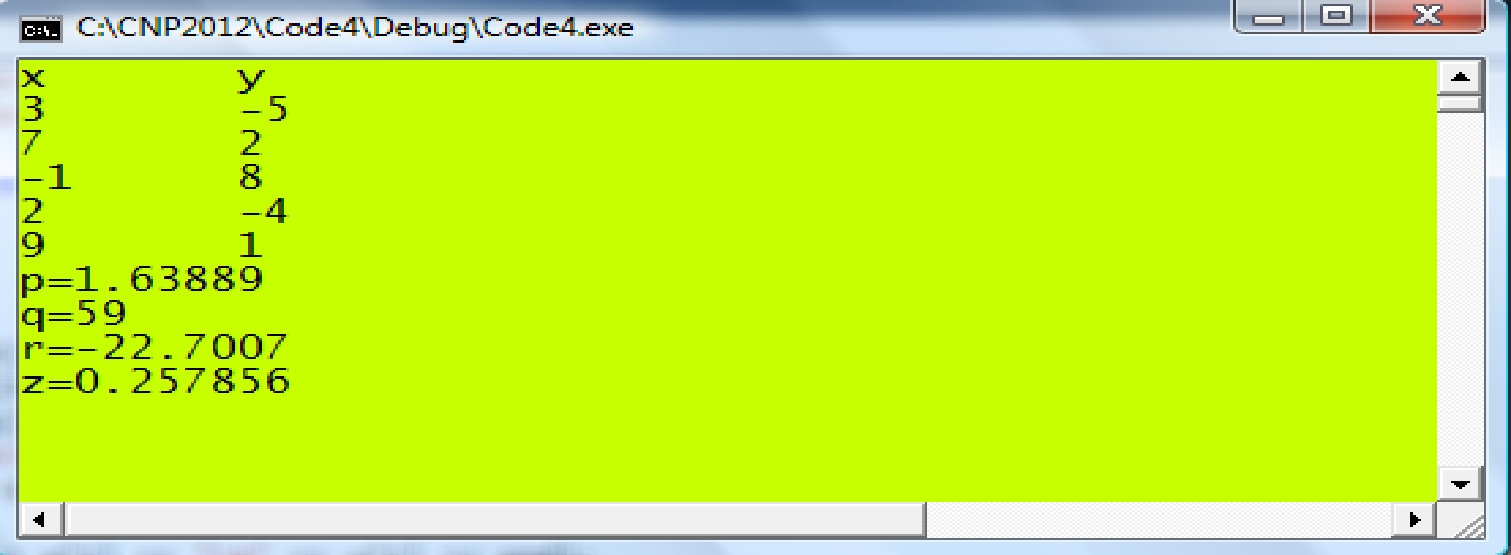 C:\CNP2012\Code4\Debug\Code4.exe
x y
3 -5
7 2
-1 8
2 -4
9 1
p=1.63889
q=59
r=-22.7007
z=0.257856